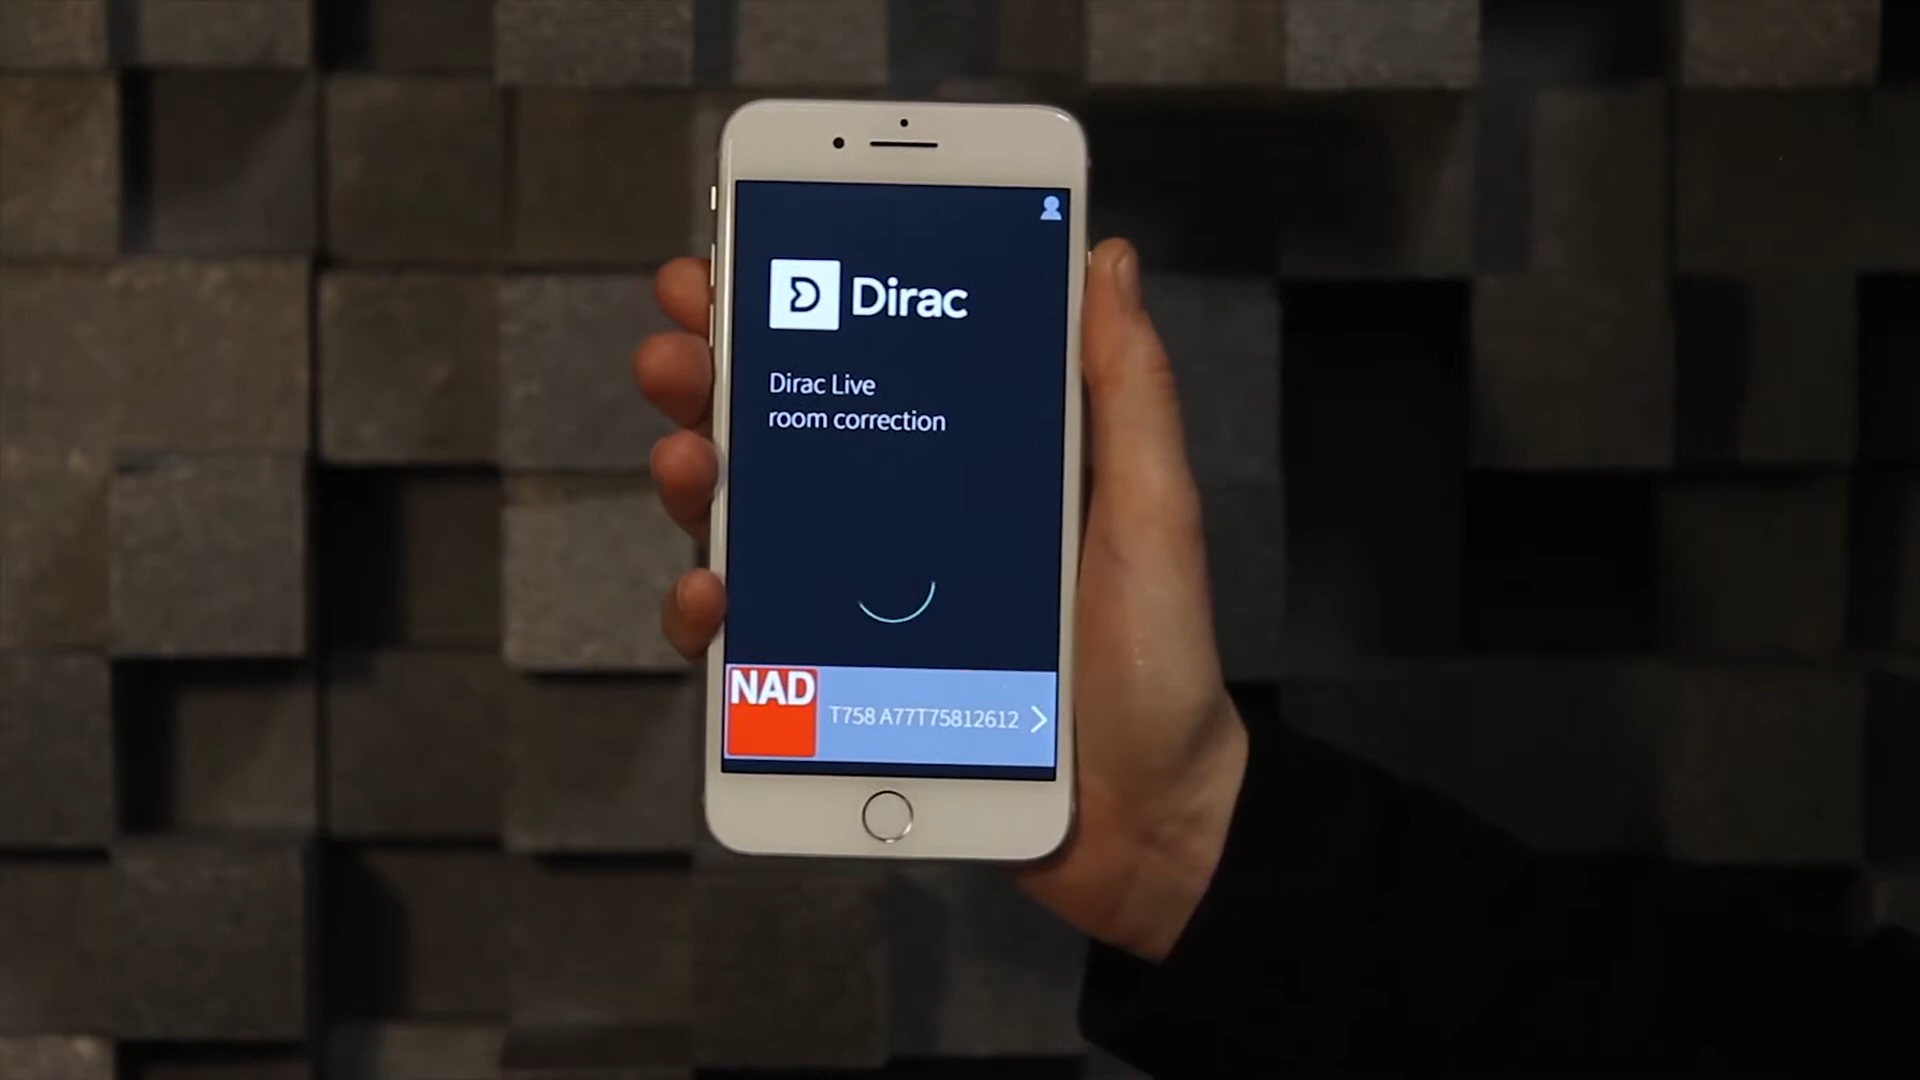 Dirac
Dirac Live
room correction
NAD
T758 A77T75812612